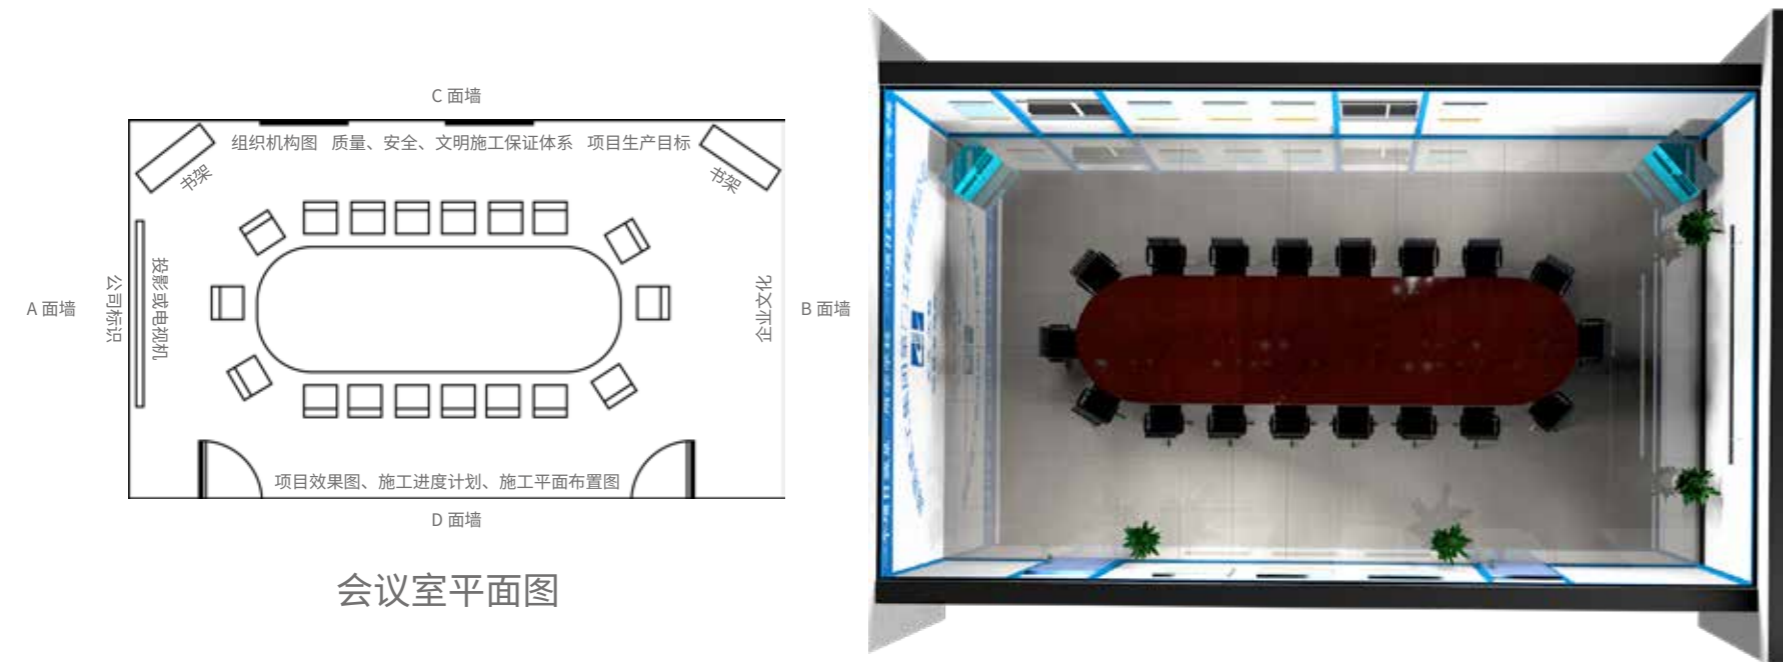 C 面墙
组织机构图 质量、安全、文明施工保证体系 项目生产目标
书架
书架
公司标识
投影或电视机
企业文化
A 面墙
B 面墙
项目效果图、施工进度计划、施工平面布置图
D 面墙
会议室平面图